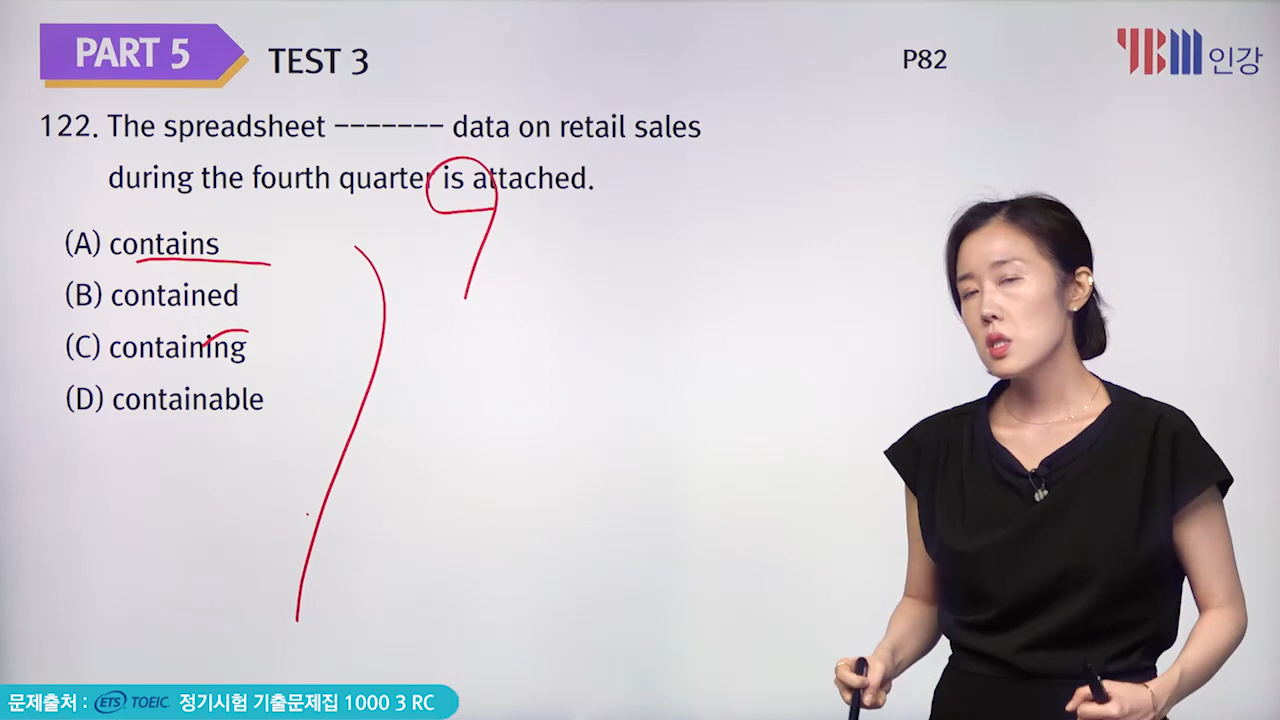 PART 5
TEST 3
P82
YBM 인강
122. The spreadsheet ------- data on retail sales
during the fourth quarter is attached.
(A) contains
(B) contained
(C) containing
(D) containable
문제출처 : ETS TOEIC 정기시험 기출문제집 1000 3 RC